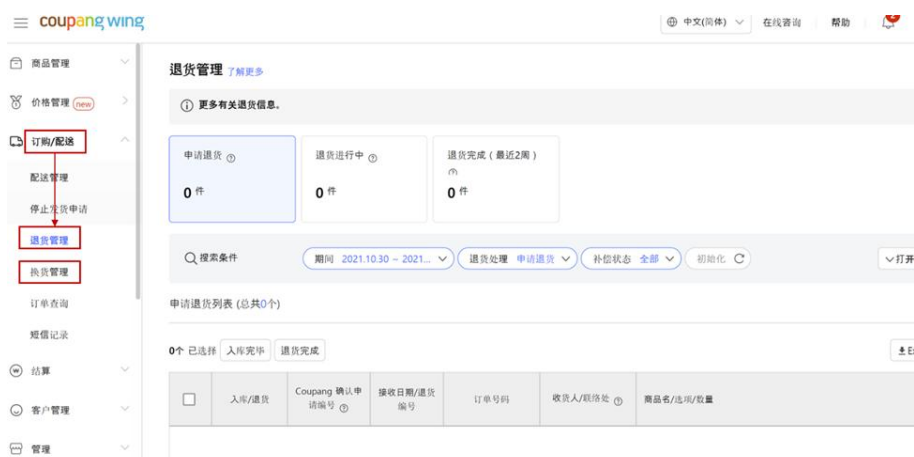 coupang wing
中文(简体)
在线咨询
帮助
2
商品管理
价格管理 new
订购/配送
配送管理
停止发货申请
退货管理
换货管理
订单查询
短信记录
结算
客户管理
管理
退货管理 了解更多
更多有关退货信息。
申请退货
0 件
退货进行中
0 件
退货完成 ( 最近2周 )
0 件
搜索条件
期间 2021.10.30 ~ 2021...
退货处理 申请退货
补偿状态 全部
初始化
打开
申请退货列表 (总共0个)
0个 已选择 入库完毕 退货完成
入库/退货
Coupang 确认申
请编号
接收日期/退货
编号
订单号码
收货人/联络处
商品名/选项/数量